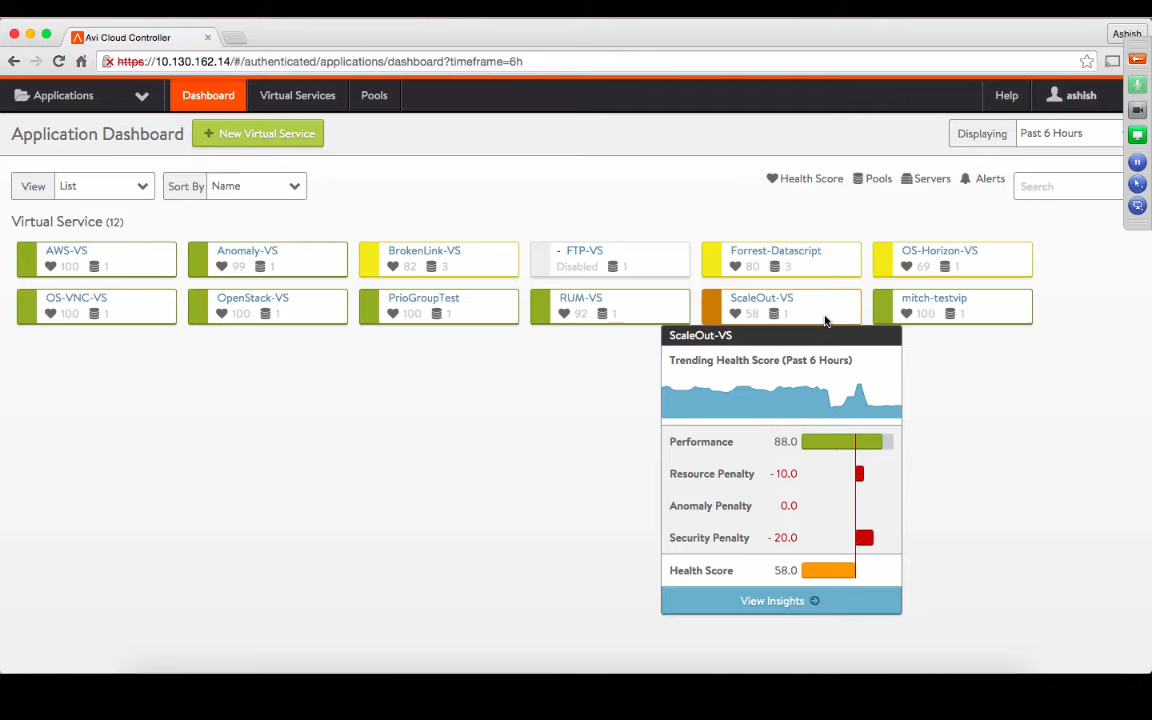 Avi Cloud Controller
Ashish
https://10.130.162.14/#/authenticated/applications/dashboard?timeframe=6h
Applications
Dashboard
Virtual Services
Pools
Help
ashish
Application Dashboard
+ New Virtual Service
Displaying
Past 6 Hours
View
List
Sort By
Name
Health Score
Pools
Servers
Alerts
Search
Virtual Service (12)
AWS-VS
100 1
Anomaly-VS
99 1
BrokenLink-VS
82 3
- FTP-VS
Disabled 1
Forrest-Datascript
80 3
OS-Horizon-VS
69 1
OS-VNC-VS
100 1
OpenStack-VS
100 1
PrioGroupTest
100 1
RUM-VS
92 1
ScaleOut-VS
58 1
mitch-testvip
100 1
ScaleOut-VS
Trending Health Score (Past 6 Hours)
Performance 88.0
Resource Penalty - 10.0
Anomaly Penalty 0.0
Security Penalty - 20.0
Health Score 58.0
View Insights